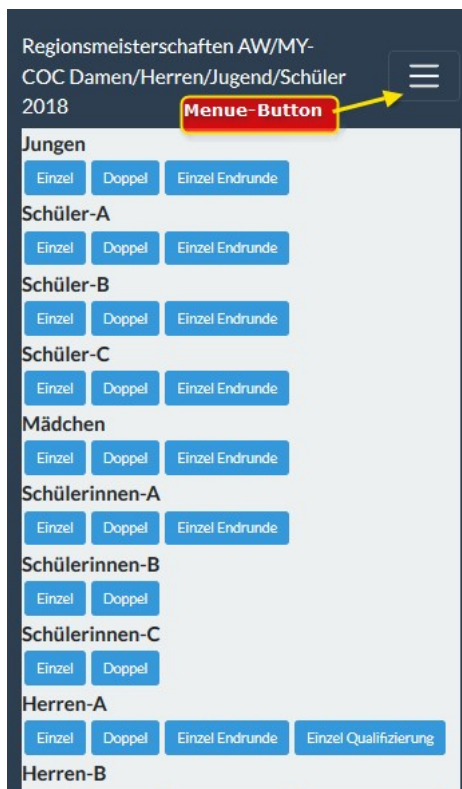 Regionsmeisterschaften AW/MY-
COC Damen/Herren/Jugend/Schüler
2018
Menue-Button
Jungen
Einzel Doppel Einzel Endrunde
Schüler-A
Einzel Doppel Einzel Endrunde
Schüler-B
Einzel Doppel Einzel Endrunde
Schüler-C
Einzel Doppel Einzel Endrunde
Mädchen
Einzel Doppel Einzel Endrunde
Schülerinnen-A
Einzel Doppel Einzel Endrunde
Schülerinnen-B
Einzel Doppel
Schülerinnen-C
Einzel Doppel
Herren-A
Einzel Doppel Einzel Endrunde Einzel Qualifizierung
Herren-B